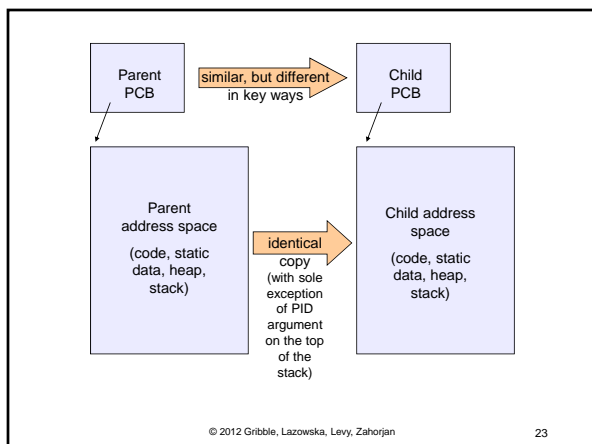 Parent
PCB
similar, but different
in key ways
Child
PCB
Parent
address space
(code, static
data, heap,
stack)
identical
copy
(with sole
exception
of PID
argument
on the top
of the
stack)
Child address
space
(code, static
data, heap,
stack)
© 2012 Gribble, Lazowska, Levy, Zahorjan
23